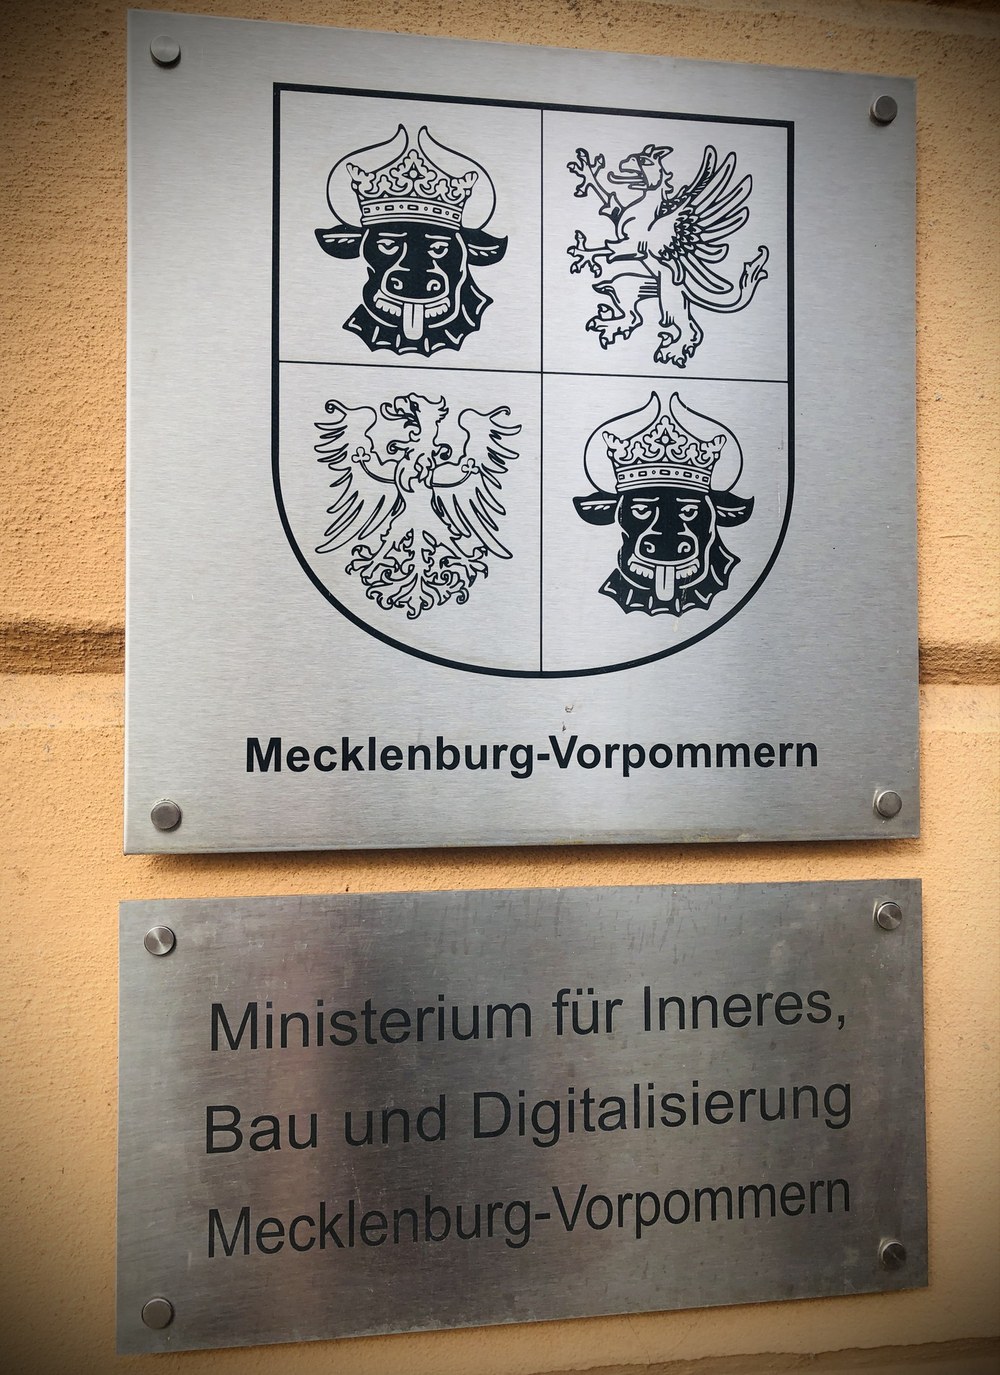 Mecklenburg-Vorpommern
Ministerium für Inneres,
Bau und Digitalisierung
Mecklenburg-Vorpommern